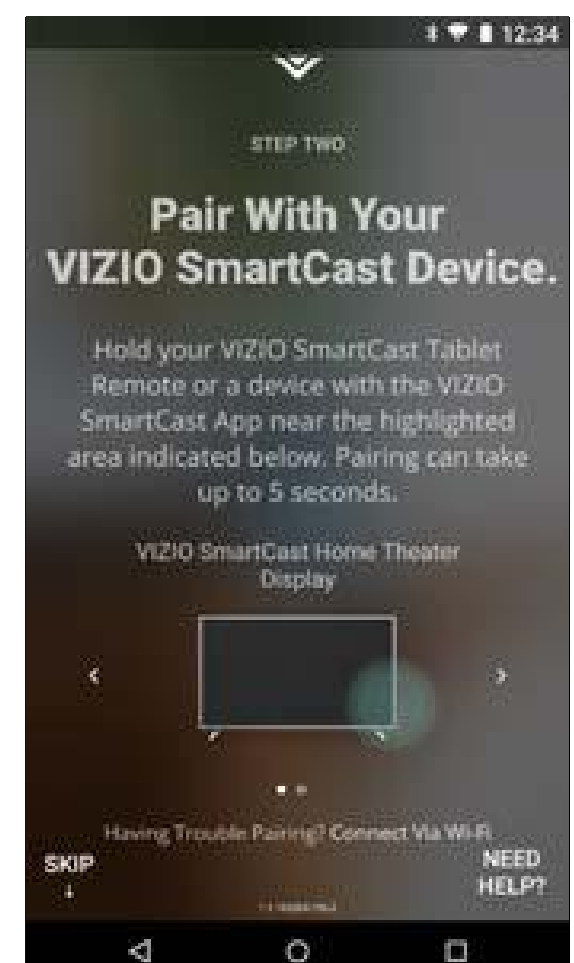 12:34
STEP TWO
Pair With Your
VIZIO SmartCast Device.
Hold your VIZIO SmartCast Tablet
Remote or a device with the VIZIO
SmartCast App near the highlighted
area indicated below. Pairing can take
up to 5 seconds.
VIZIO SmartCast Home Theater
Display
Having Trouble Pairing? Connect Via Wi-Fi
SKIP
NEED
HELP?